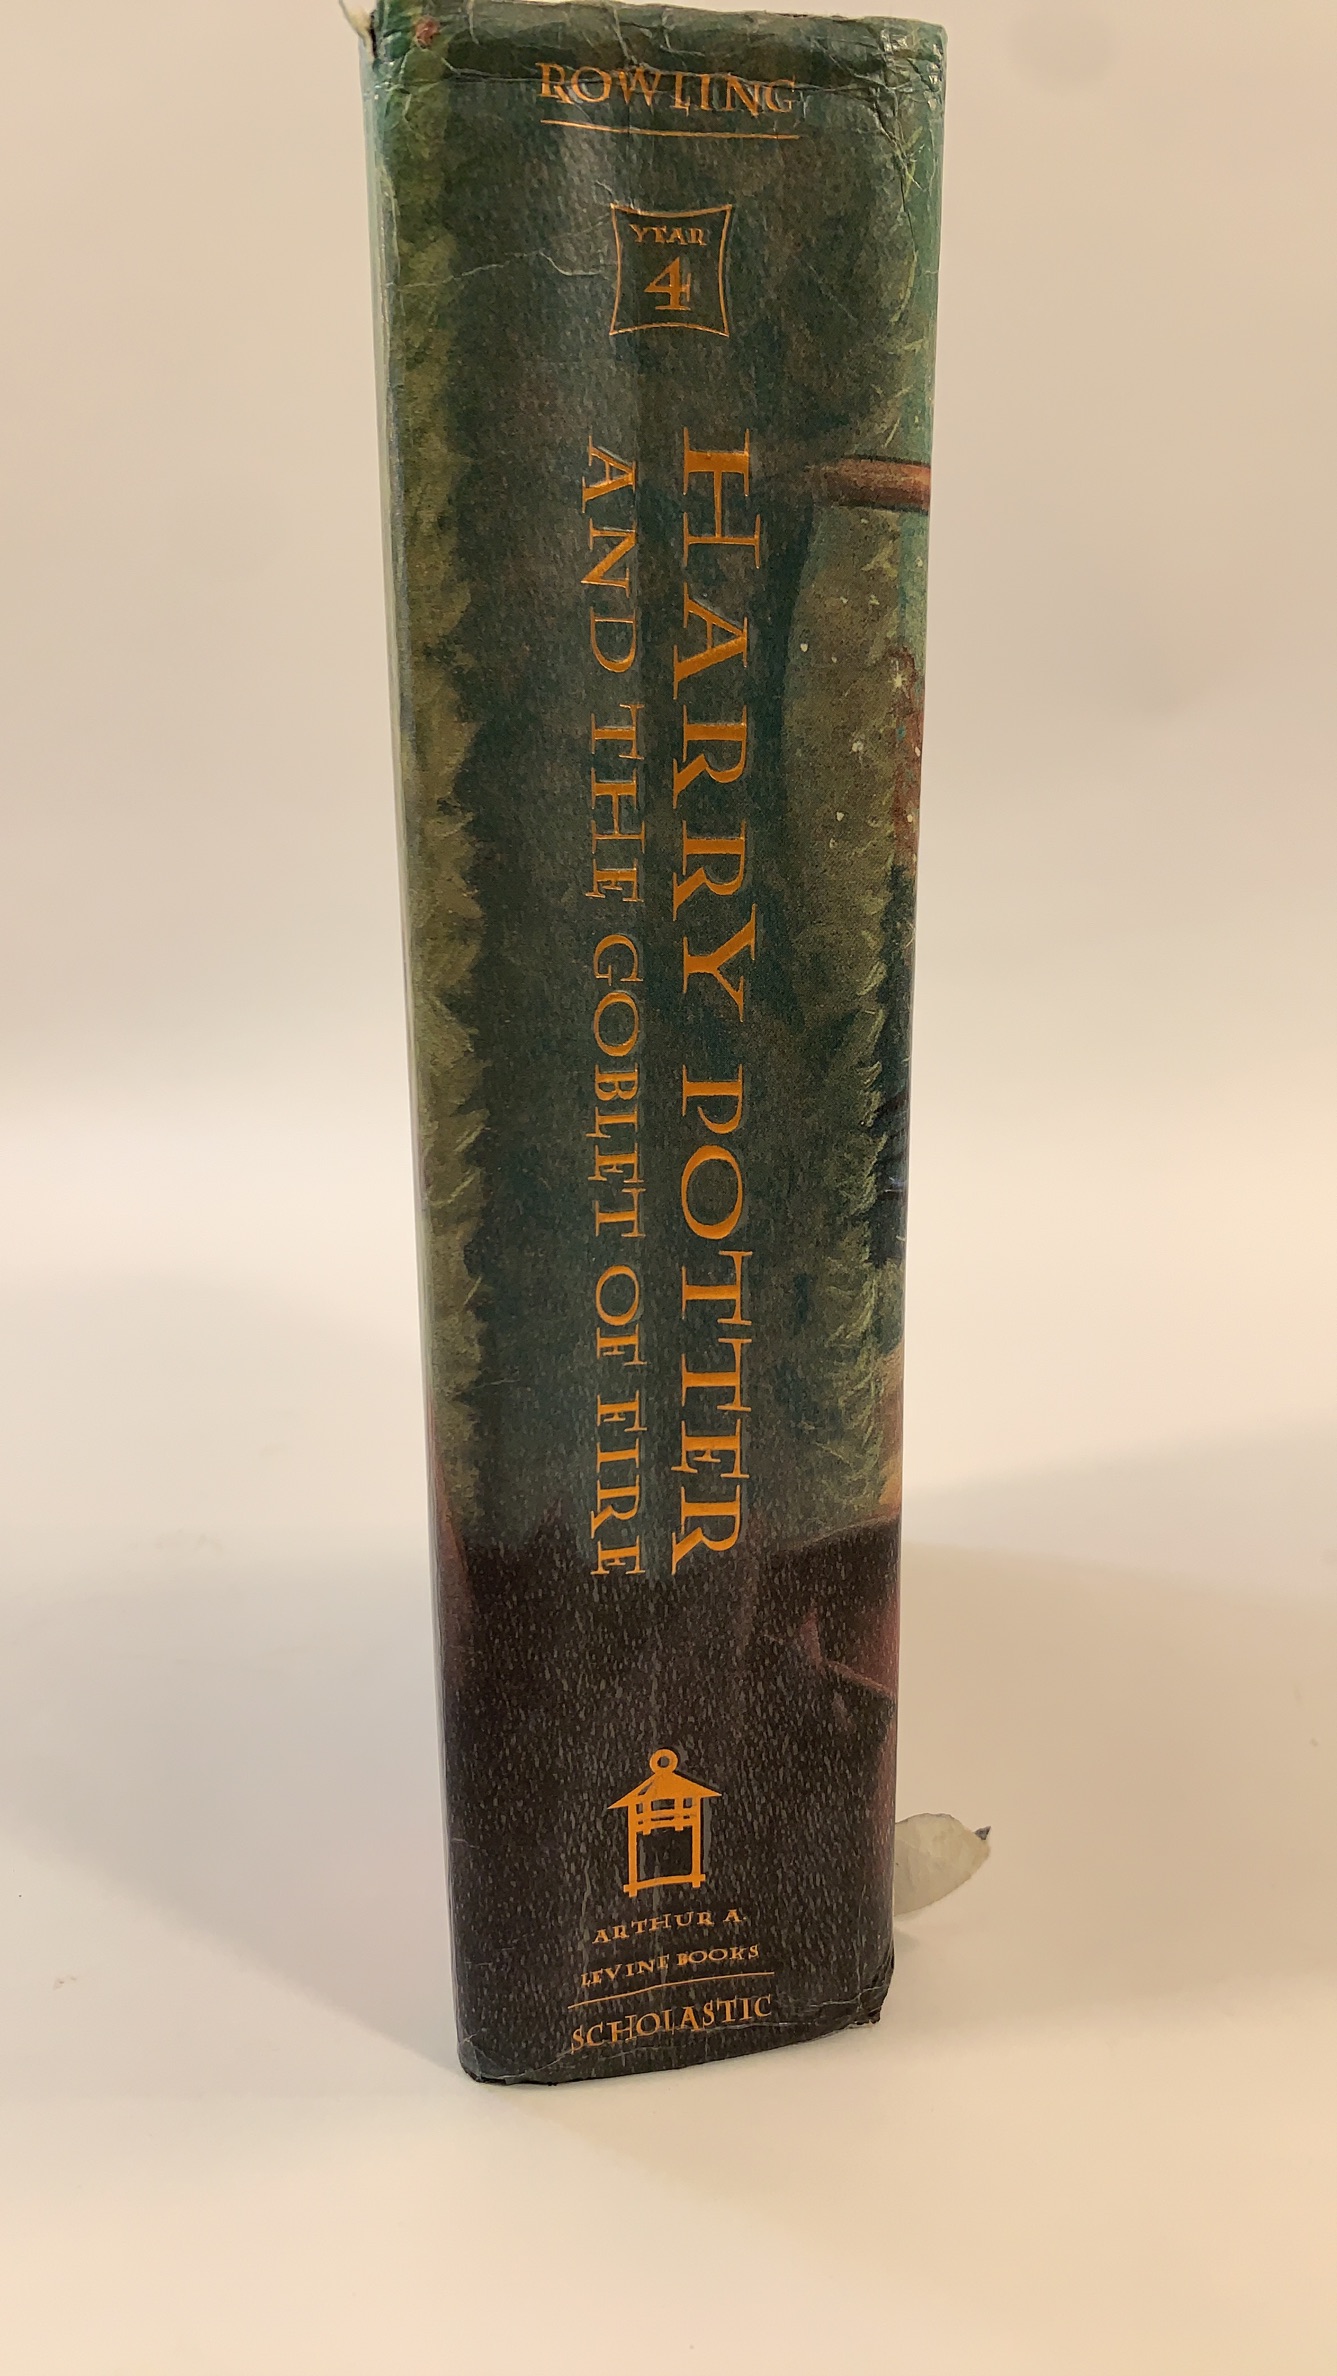 ROWLING
YEAR
4
HARRY POTTER
AND THE GOBLET OF FIRE
ARTHUR A.
LEVINE BOOKS
SCHOLASTIC